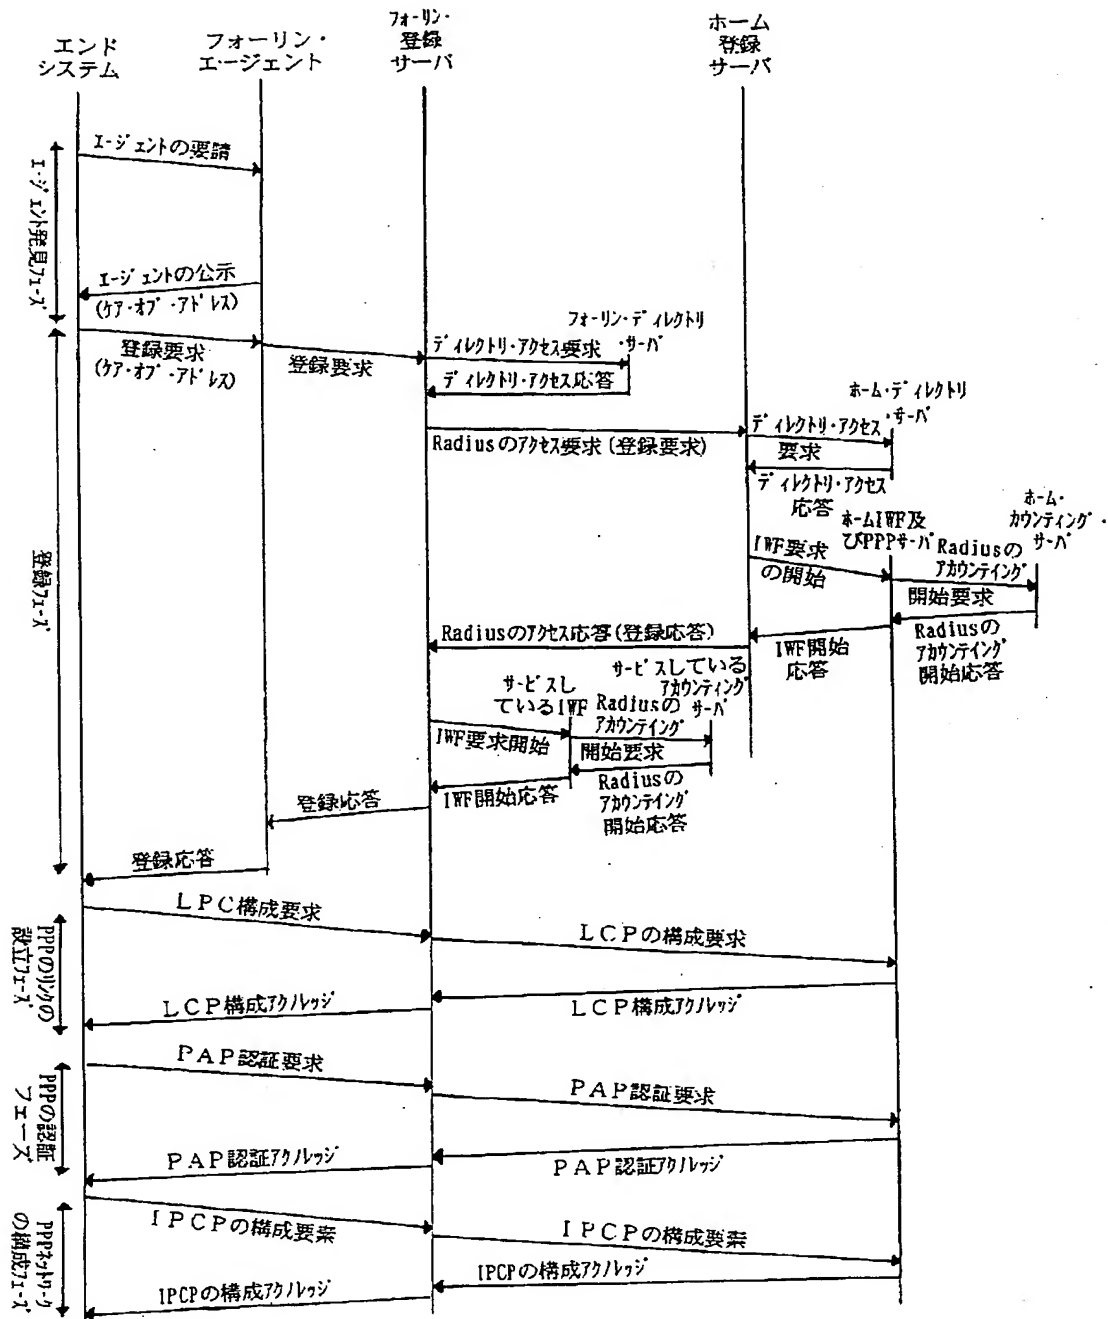 エンド
システム
フォーリン・
エージェント
フォーリン・
登録
サーバ
ホーム
登録
サーバ
エージェント発見フェーズ
エージェントの要請
エージェントの公示
(ケア・オブ・アドレス)
登録フェーズ
登録要求
(ケア・オブ・アドレス)
登録要求
フォーリン・ディレクトリ
・サーバ
ディレクトリ・アクセス要求
ディレクトリ・アクセス応答
ホーム・ディレクトリ
・サーバ
Radiusのアクセス要求(登録要求)
ディレクトリ・アクセス
要求
ディレクトリ・アクセス
応答
ホーム・
カウンティング・
サーバ
ホームIWF及
びPPPサーバ
IWF要求
の開始
Radiusの
アカウンティング
開始要求
Radiusのアクセス応答(登録応答)
IWF開始
応答
Radiusの
アカウンティング
開始応答
サービスしている
アカウンティング
サーバ
サービスし
ているIWF
Radiusの
アカウンティング
IWF要求開始
開始要求
IWF開始応答
Radiusの
アカウンティング
開始応答
登録応答
登録応答
PPPのリンクの
設立フェーズ
LPC構成要求
LCPの構成要求
LCP構成アクノレッジ
LCP構成アクノレッジ
PPPの認証
フェーズ
PAP認証要求
PAP認証要求
PAP認証アクノレッジ
PAP認証アクノレッジ
PPPネットワーク
の構成フェーズ
IPCPの構成要素
IPCPの構成要素
IPCPの構成アクノレッジ
IPCPの構成アクノレッジ